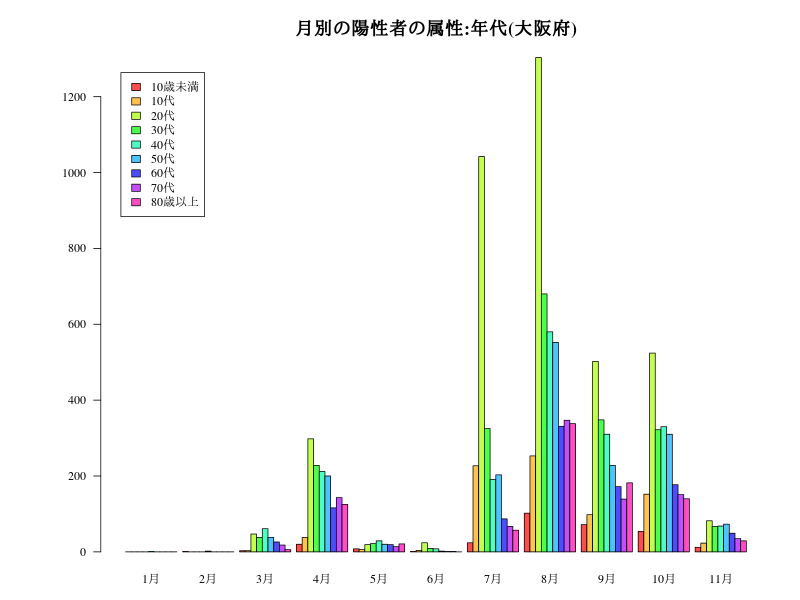 月別の陽性者の属性:年代(大阪府)
10歳未満
10代
20代
30代
40代
50代
60代
70代
80歳以上
1200
1000
800
600
400
200
0
1月 2月 3月 4月 5月 6月 7月 8月 9月 10月 11月